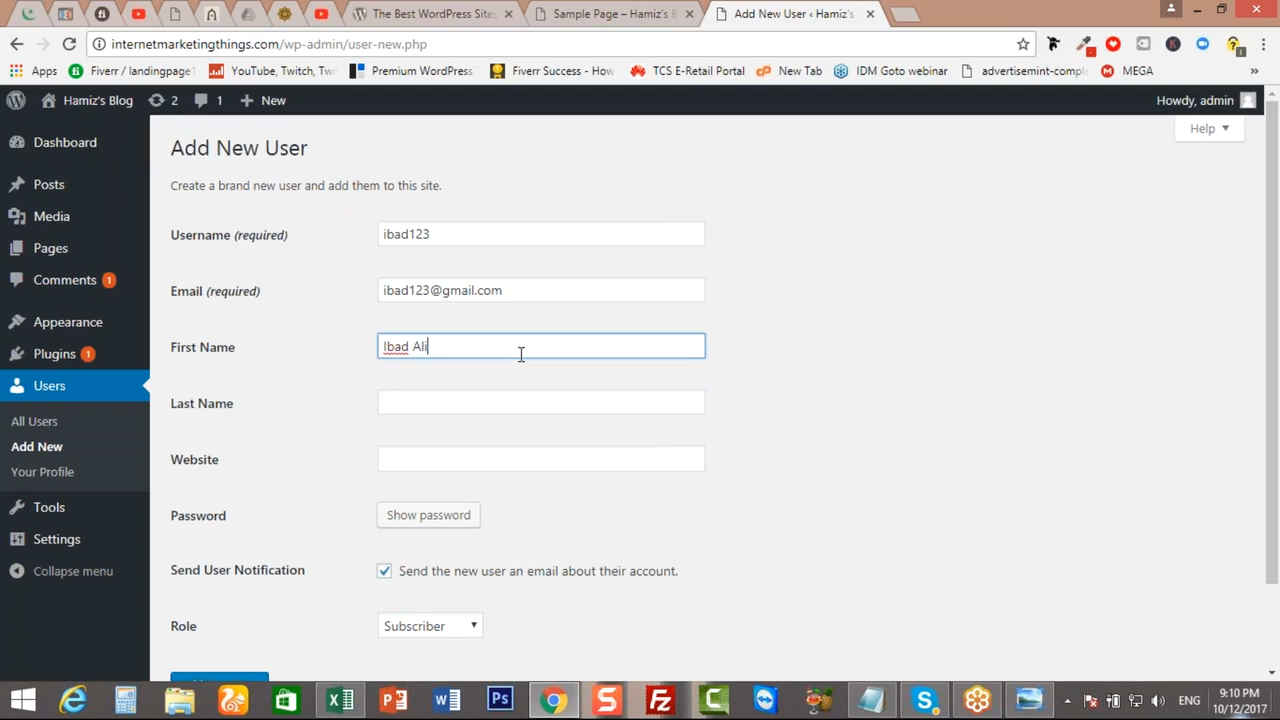 The Best WordPress Sites
Sample Page – Hamiz's B
Add New User ‹ Hamiz's
internetmarketingthings.com/wp-admin/user-new.php
Apps
Fiverr / landingpage1
YouTube, Twitch, Twi
Premium WordPress
Fiverr Success - How
TCS E-Retail Portal
New Tab
IDM Goto webinar
advertisemint-comple
MEGA
»
Hamiz's Blog
2
1
New
Howdy, admin
Help
Dashboard
Posts
Media
Pages
Comments 1
Appearance
Plugins 1
Users
All Users
Add New
Your Profile
Tools
Settings
Collapse menu
Add New User
Create a brand new user and add them to this site.
Username (required)
ibad123
Email (required)
ibad123@gmail.com
First Name
Ibad Ali
Last Name
Website
Password
Show password
Send User Notification
Send the new user an email about their account.
Role
Subscriber
ENG
9:10 PM
10/12/2017